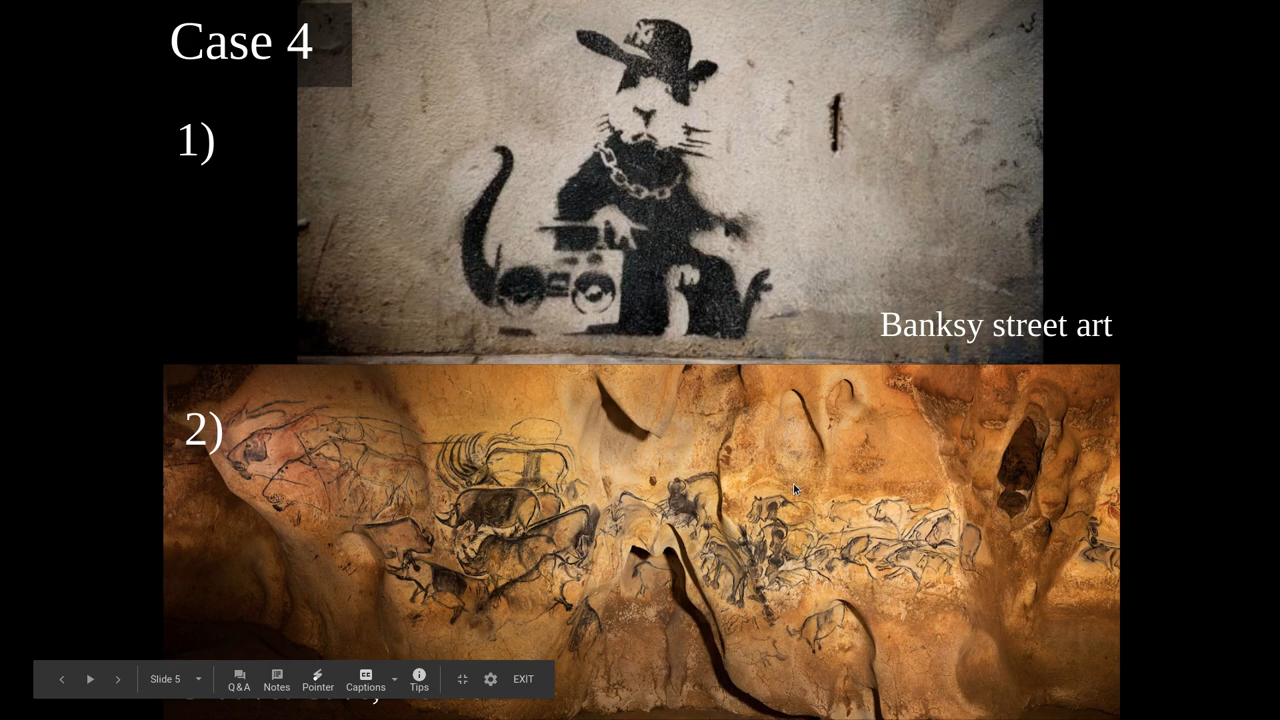 Case 4
1)
Banksy street art
2)
Slide 5
Q&A
Notes
Pointer
Captions
Tips
EXIT